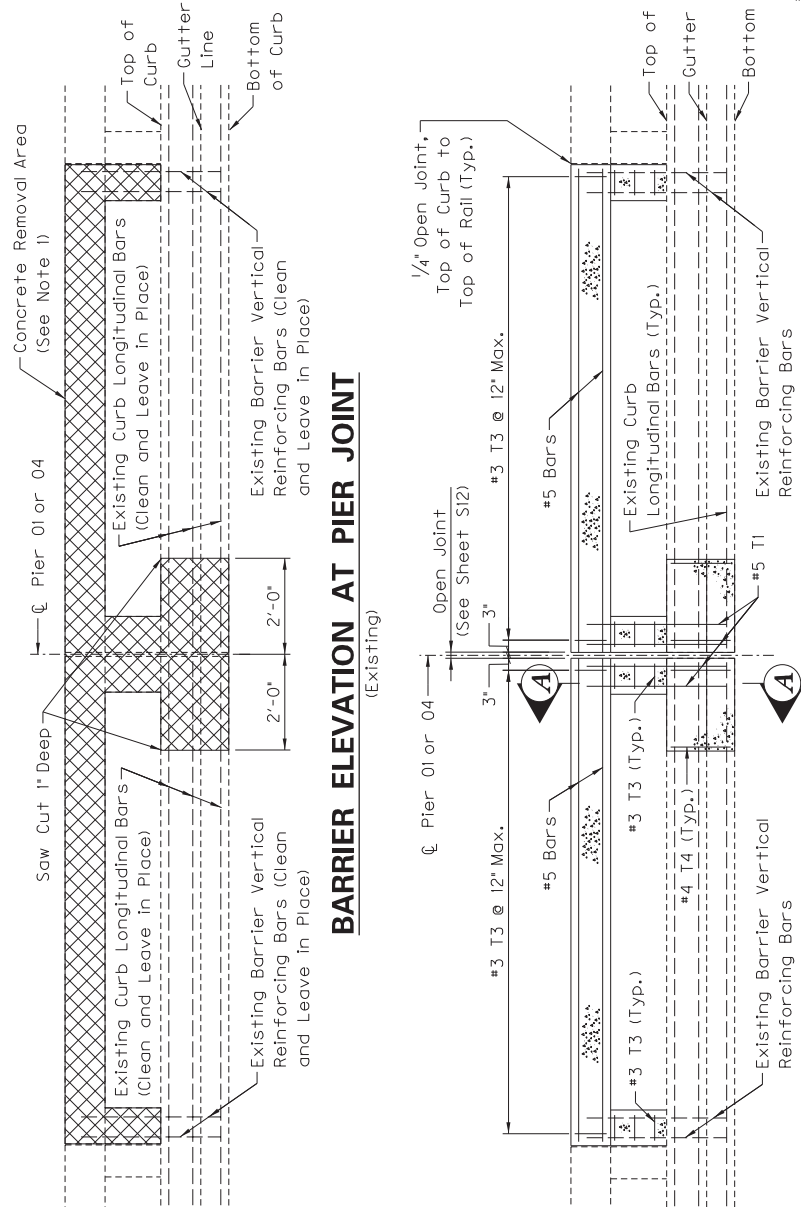 Saw Cut 1" Deep
℄ Pier 01 or 04
Concrete Removal Area
(See Note 1)
Existing Curb Longitudinal Bars
(Clean and Leave in Place)
Existing Curb Longitudinal Bars
(Clean and Leave in Place)
Top of
Curb
Gutter
Line
Bottom
of Curb
2'-0"
2'-0"
Existing Barrier Vertical
Reinforcing Bars (Clean
and Leave in Place)
Existing Barrier Vertical
Reinforcing Bars (Clean
and Leave in Place)
BARRIER ELEVATION AT PIER JOINT
(Existing)
℄ Pier 01 or 04
Open Joint
(See Sheet S12)
1/4" Open Joint,
Top of Curb to
Top of Rail (Typ.)
3"
3"
#3 T3 @ 12" Max.
#3 T3 @ 12" Max.
#5 Bars
#5 Bars
A
#3 T3 (Typ.)
#3 T3 (Typ.)
#4 T4 (Typ.)
Existing Curb
Longitudinal Bars (Typ.)
Top of
Gutter
Bottom
#5 T1
A
Existing Barrier Vertical
Reinforcing Bars
Existing Barrier Vertical
Reinforcing Bars